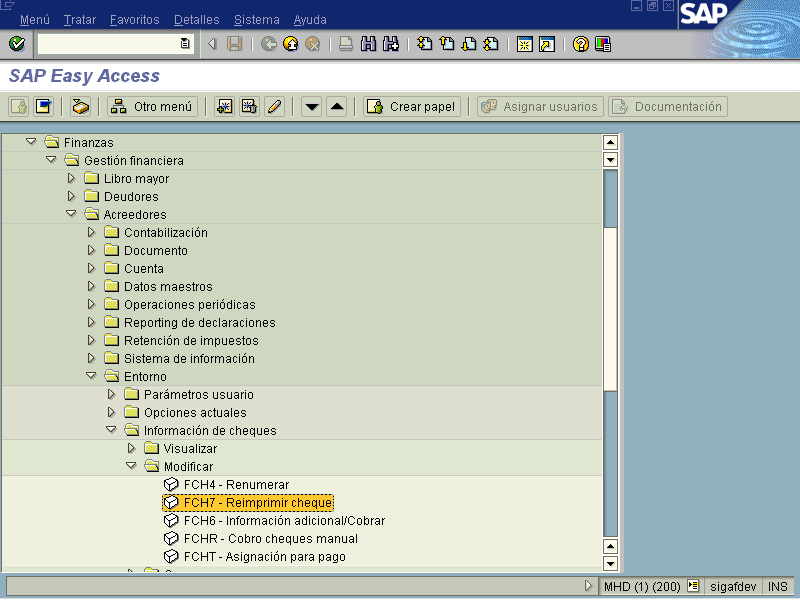 Menú Tratar Favoritos Detalles Sistema Ayuda
SAP
SAP Easy Access
Otro menú Crear papel Asignar usuarios Documentación
Finanzas
Gestión financiera
Libro mayor
Deudores
Acreedores
Contabilización
Documento
Cuenta
Datos maestros
Operaciones periódicas
Reporting de declaraciones
Retención de impuestos
Sistema de información
Entorno
Parámetros usuario
Opciones actuales
Información de cheques
Visualizar
Modificar
FCH4 - Renumerar
FCH7 - Reimprimir cheque
FCH6 - Información adicional/Cobrar
FCHR - Cobro cheques manual
FCHT - Asignación para pago
MHD (1) (200) sigafdev INS